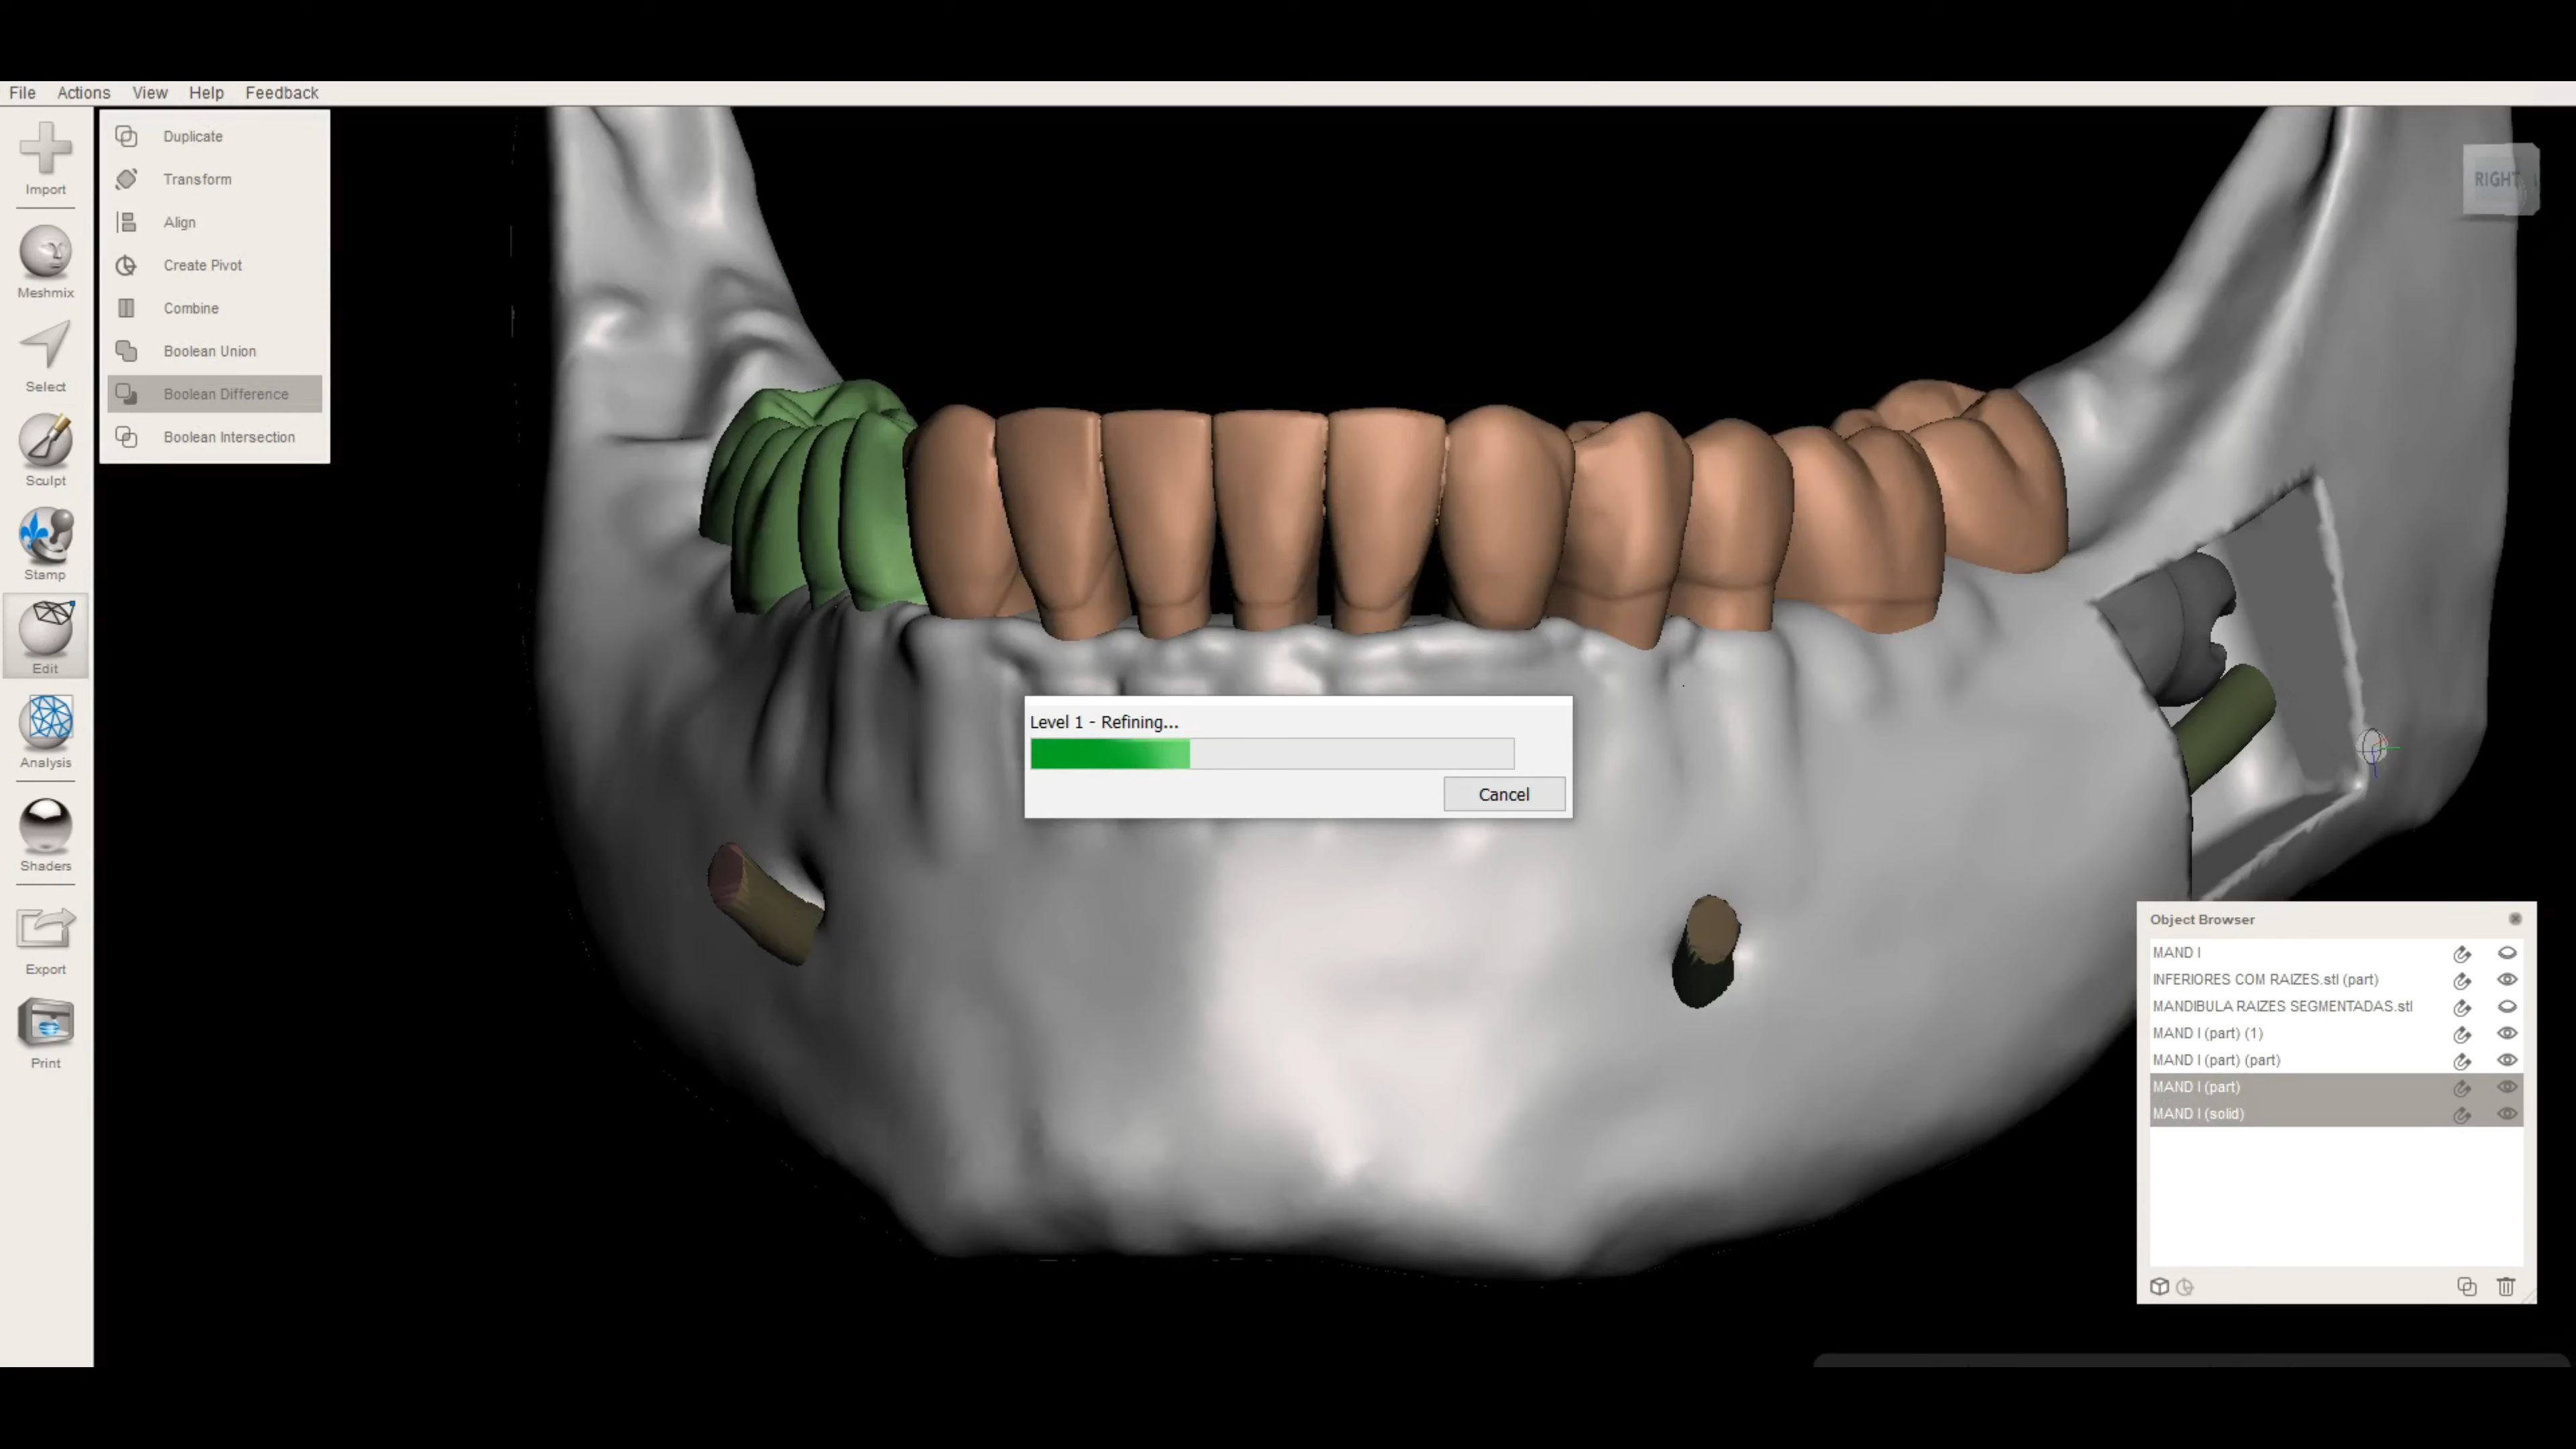 File Actions View Help Feedback
Import
Meshmix
Select
Sculpt
Stamp
Edit
Analysis
Shaders
Export
Print
Duplicate
Transform
Align
Create Pivot
Combine
Boolean Union
Boolean Difference
Boolean Intersection
RIGHT
Level 1 - Refining...
Cancel
Object Browser
MAND I
INFERIORES COM RAIZES.stl (part)
MANDIBULA RAIZES SEGMENTADAS.stl
MAND I (part) (1)
MAND I (part) (part)
MAND I (part)
MAND I (solid)